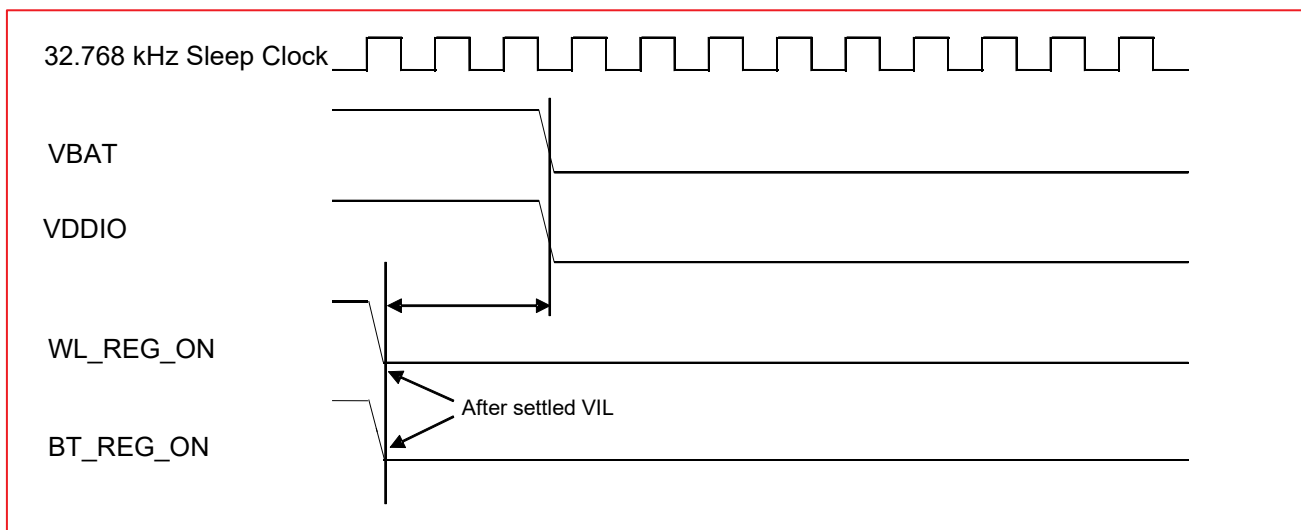 32.768 kHz Sleep Clock
VBAT
VDDIO
WL_REG_ON
After settled VIL
BT_REG_ON